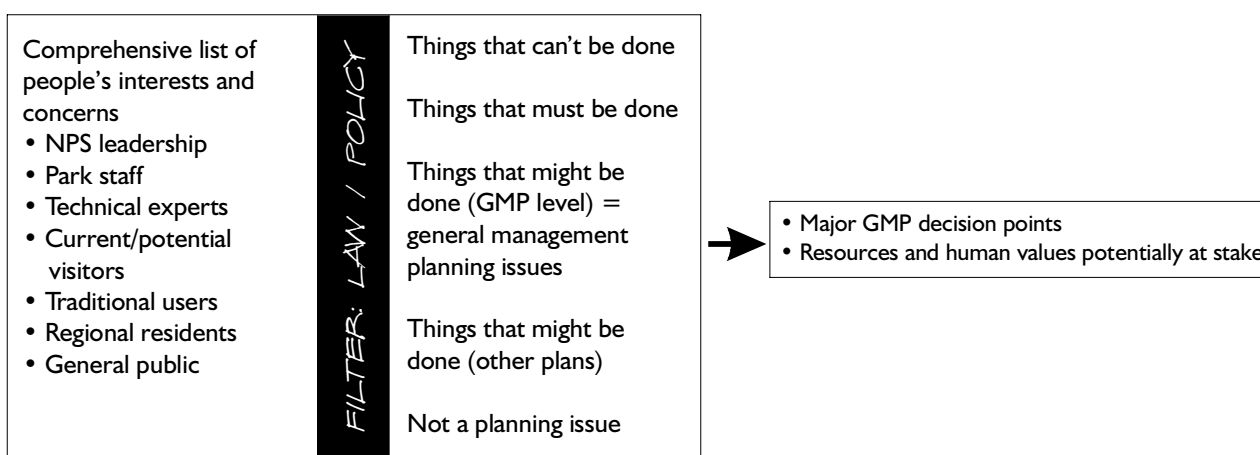 Comprehensive list of
people’s interests and
concerns
• NPS leadership
• Park staff
• Technical experts
• Current/potential
visitors
• Traditional users
• Regional residents
• General public
FILTER: LAW / POLICY
Things that can’t be done
Things that must be done
Things that might be
done (GMP level) =
general management
planning issues
Things that might be
done (other plans)
Not a planning issue
• Major GMP decision points
• Resources and human values potentially at stake